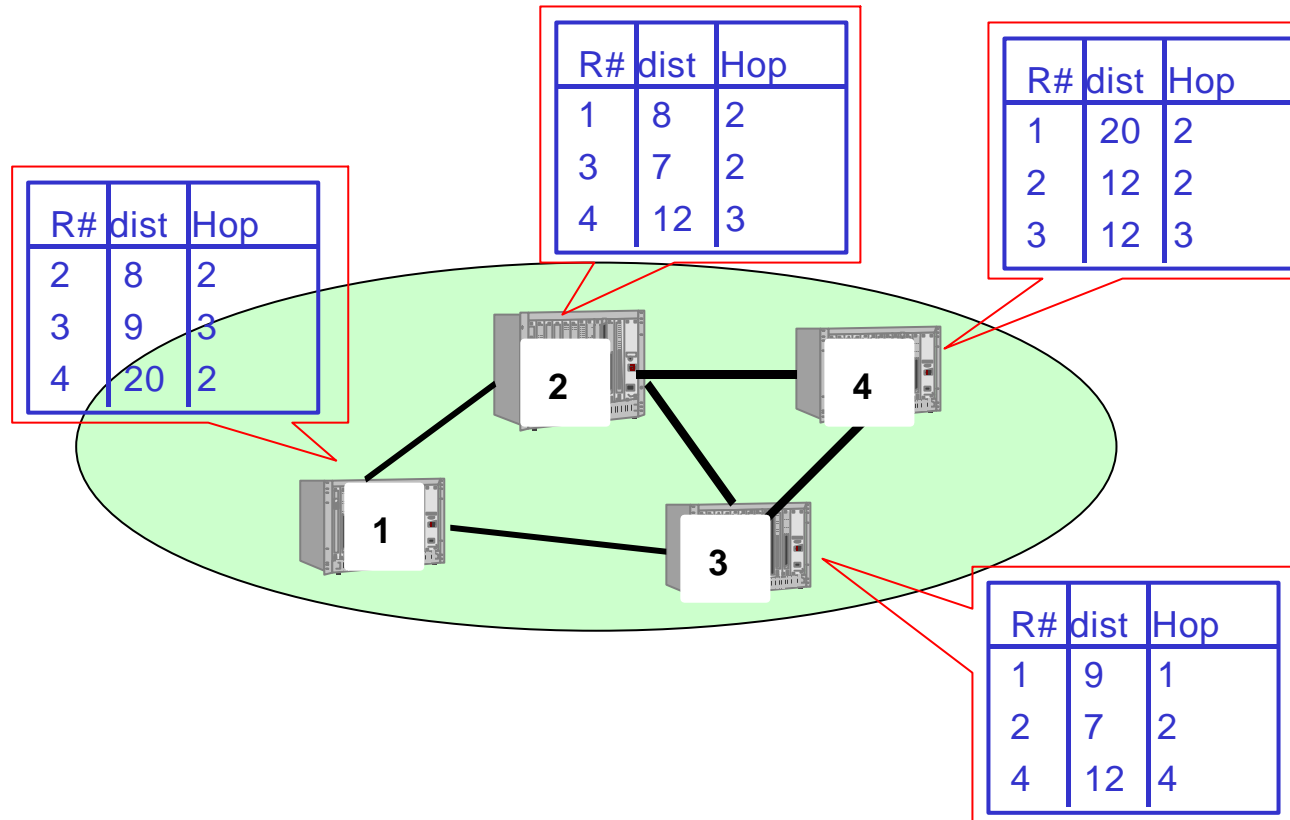 R# dist Hop
1 8 2
3 7 2
4 12 3
R# dist Hop
1 20 2
2 12 2
3 12 3
R# dist Hop
2 8 2
3 9 3
4 20 2
2
4
1
3
R# dist Hop
1 9 1
2 7 2
4 12 4